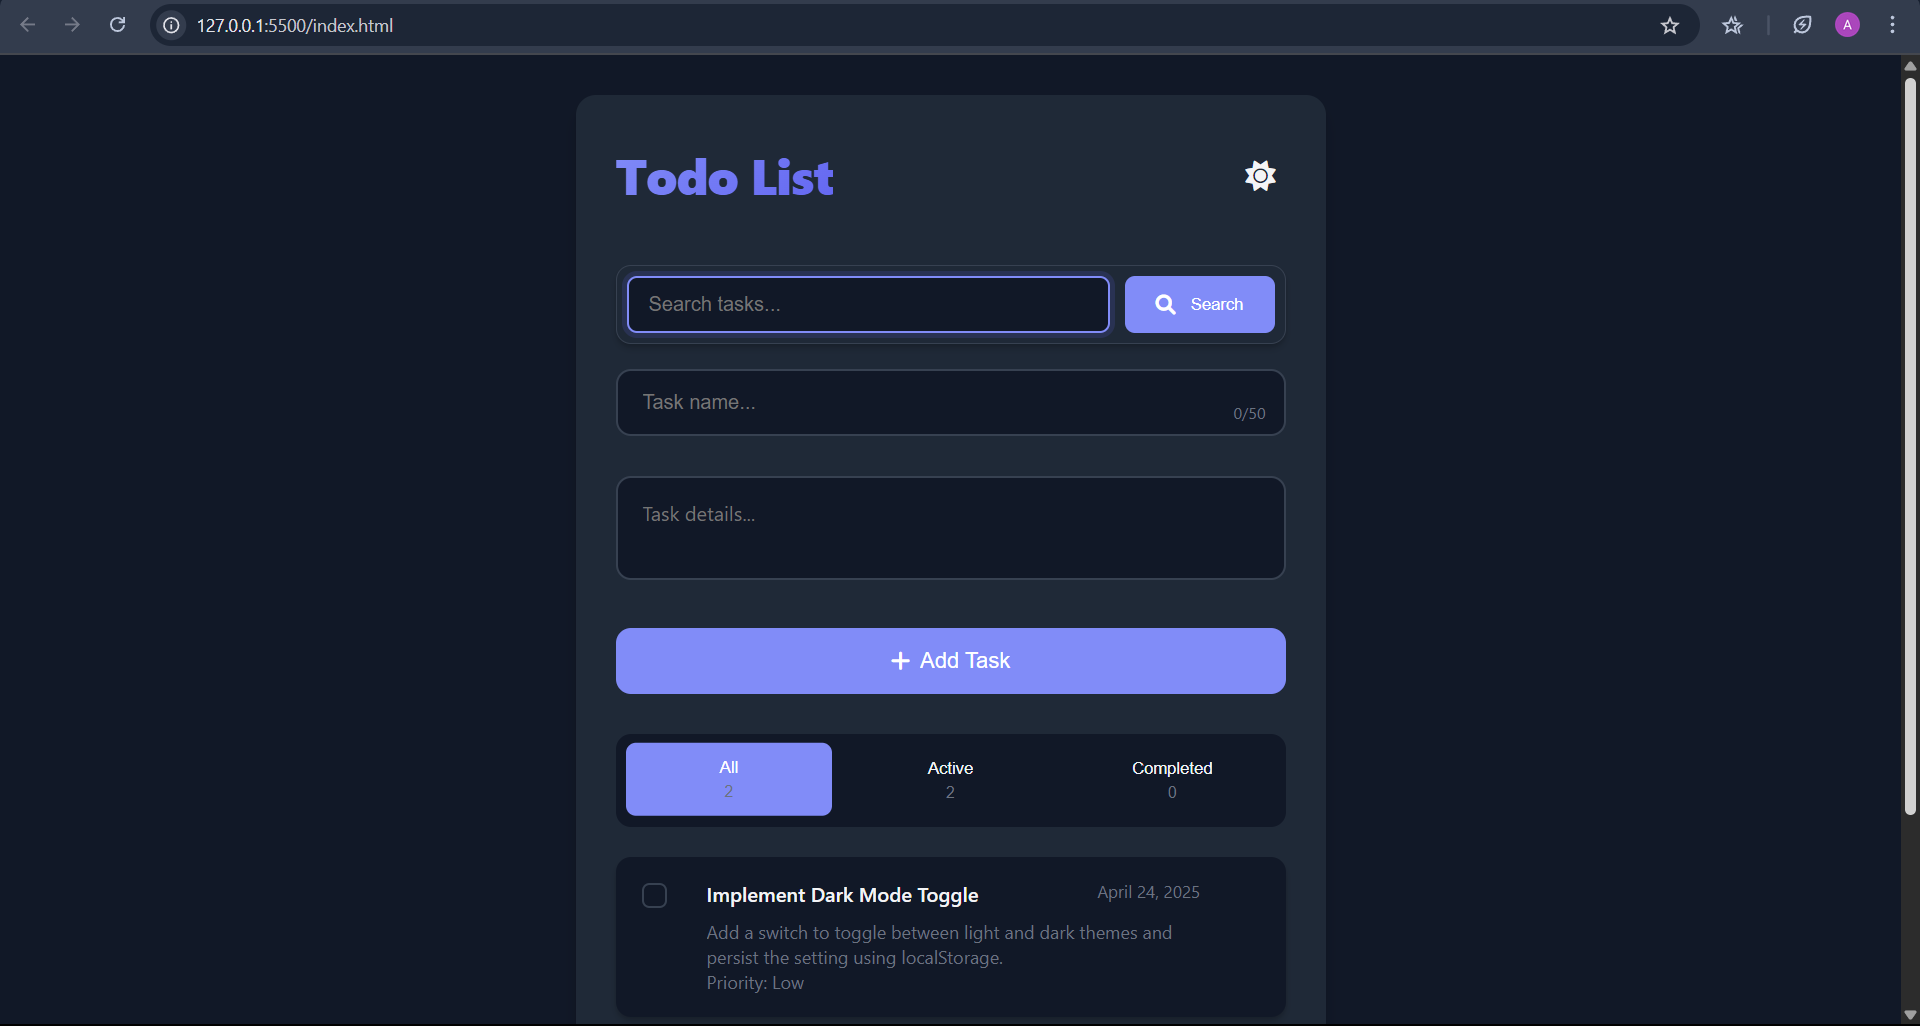 127.0.0.1:5500/index.html
A
Todo List
Search tasks...
Search
Task name...
0/50
Task details...
Add Task
All
2
Active
2
Completed
0
Implement Dark Mode Toggle
April 24, 2025
Add a switch to toggle between light and dark themes and
persist the setting using localStorage.
Priority: Low